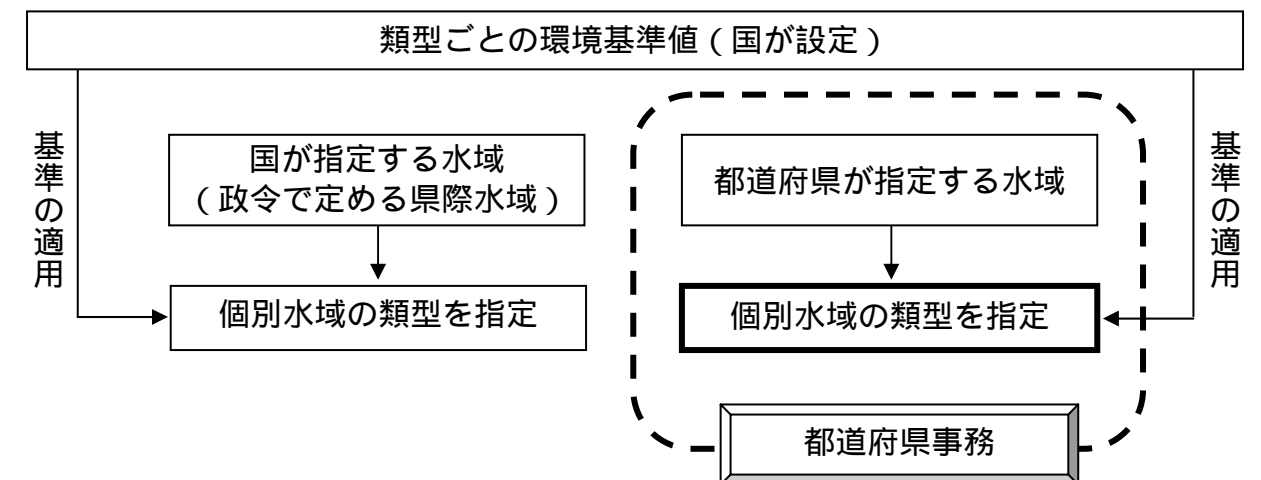 類型ごとの環境基準値(国が設定)
基準の適用
国が指定する水域
(政令で定める県際水域)
個別水域の類型を指定
都道府県が指定する水域
個別水域の類型を指定
基準の適用
都道府県事務